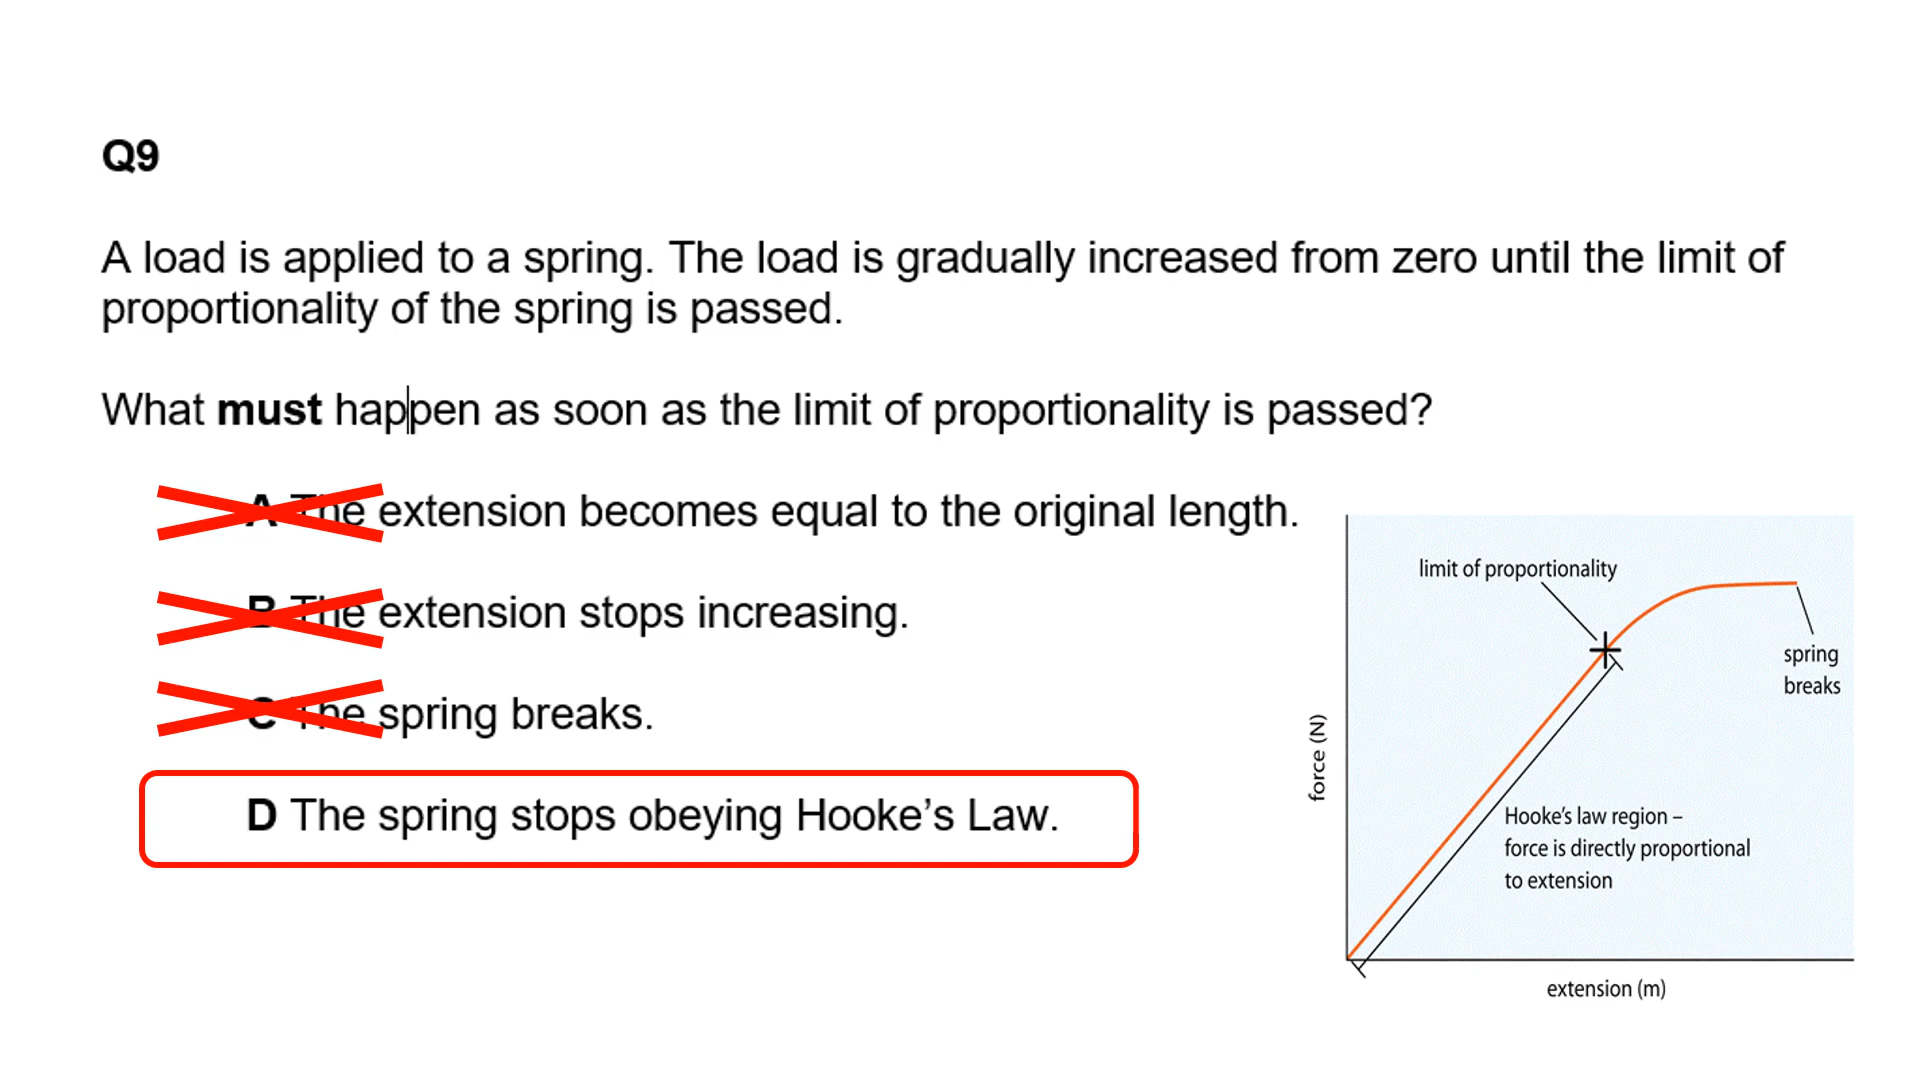 Q9
A load is applied to a spring. The load is gradually increased from zero until the limit of
proportionality of the spring is passed.
What must happen as soon as the limit of proportionality is passed?
A The extension becomes equal to the original length.
B The extension stops increasing.
C The spring breaks.
D The spring stops obeying Hooke’s Law.
limit of proportionality
spring
breaks
force (N)
Hooke’s law region –
force is directly proportional
to extension
extension (m)